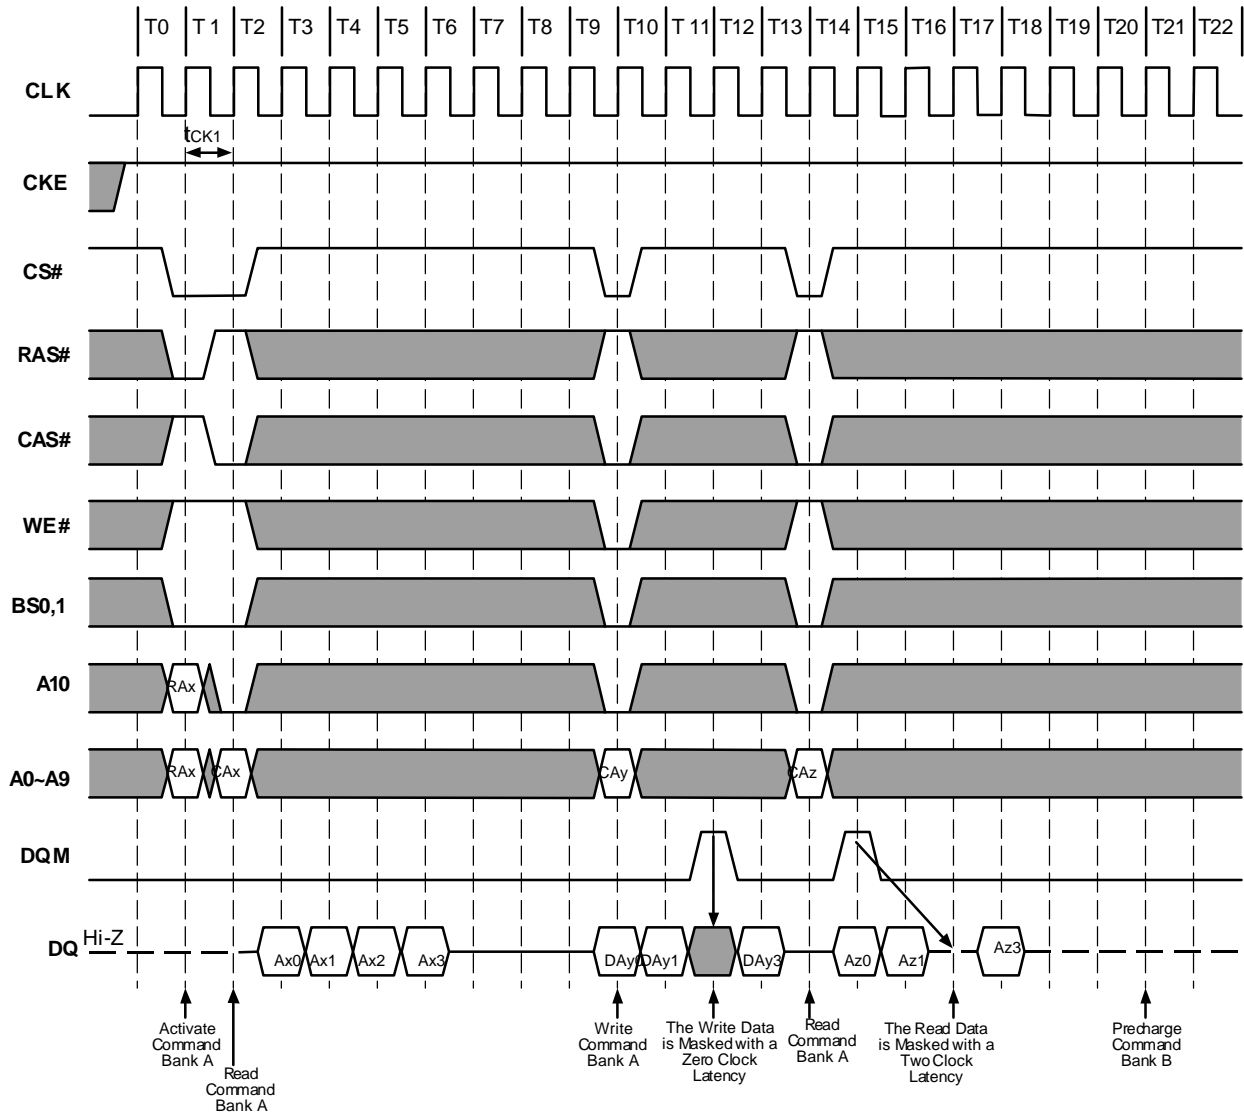 T0 T 1 T2 T3 T4 T5 T6 T7 T8 T9 T10 T 11 T12 T13 T14 T15 T16 T17 T18 T19 T20 T21 T22
CLK
tCK1
CKE
CS#
RAS#
CAS#
WE#
BS0,1
A10
RAx
A0~A9
RAx CAx CAy CAz
DQM
DQ Hi-Z
Ax0 Ax1 Ax2 Ax3 DAy0 DAy1 DAy3 Az0 Az1 Az3
Activate
Command
Bank A
Read
Command
Bank A
Write
Command
Bank A
The Write Data
is Masked with a
Zero Clock
Latency
Read
Command
Bank A
The Read Data
is Masked with a
Two Clock
Latency
Precharge
Command
Bank B